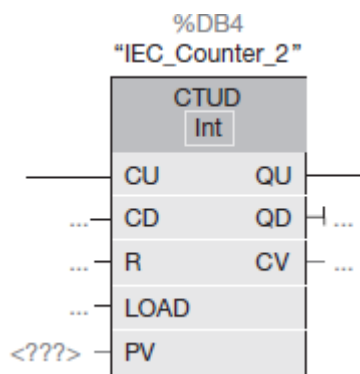 %DB4
“IEC_Counter_2”
CTUD
Int
CU QU
... CD QD ...
... R CV ...
... LOAD
<???> PV